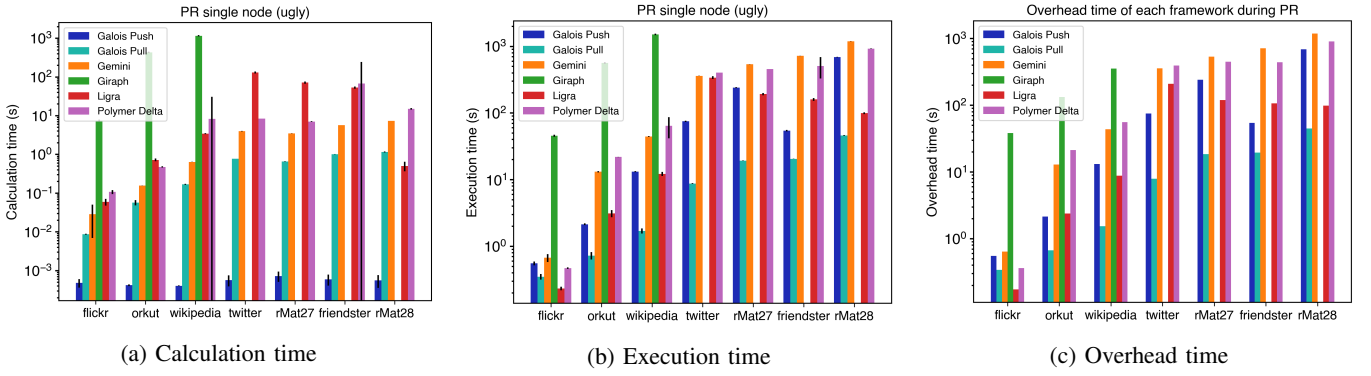 PR single node (ugly)
Calculation time (s)
10³
10²
10¹
10⁰
10⁻¹
10⁻²
10⁻³
Galois Push
Galois Pull
Gemini
Giraph
Ligra
Polymer Delta
flickr orkut wikipedia twitter rMat27 friendster rMat28
(a) Calculation time
PR single node (ugly)
Execution time (s)
10³
10²
10¹
10⁰
Galois Push
Galois Pull
Gemini
Giraph
Ligra
Polymer Delta
flickr orkut wikipedia twitter rMat27 friendster rMat28
(b) Execution time
Overhead time of each framework during PR
Overhead time (s)
10³
10²
10¹
10⁰
Galois Push
Galois Pull
Gemini
Giraph
Ligra
Polymer Delta
flickr orkut wikipedia twitter rMat27 friendster rMat28
(c) Overhead time